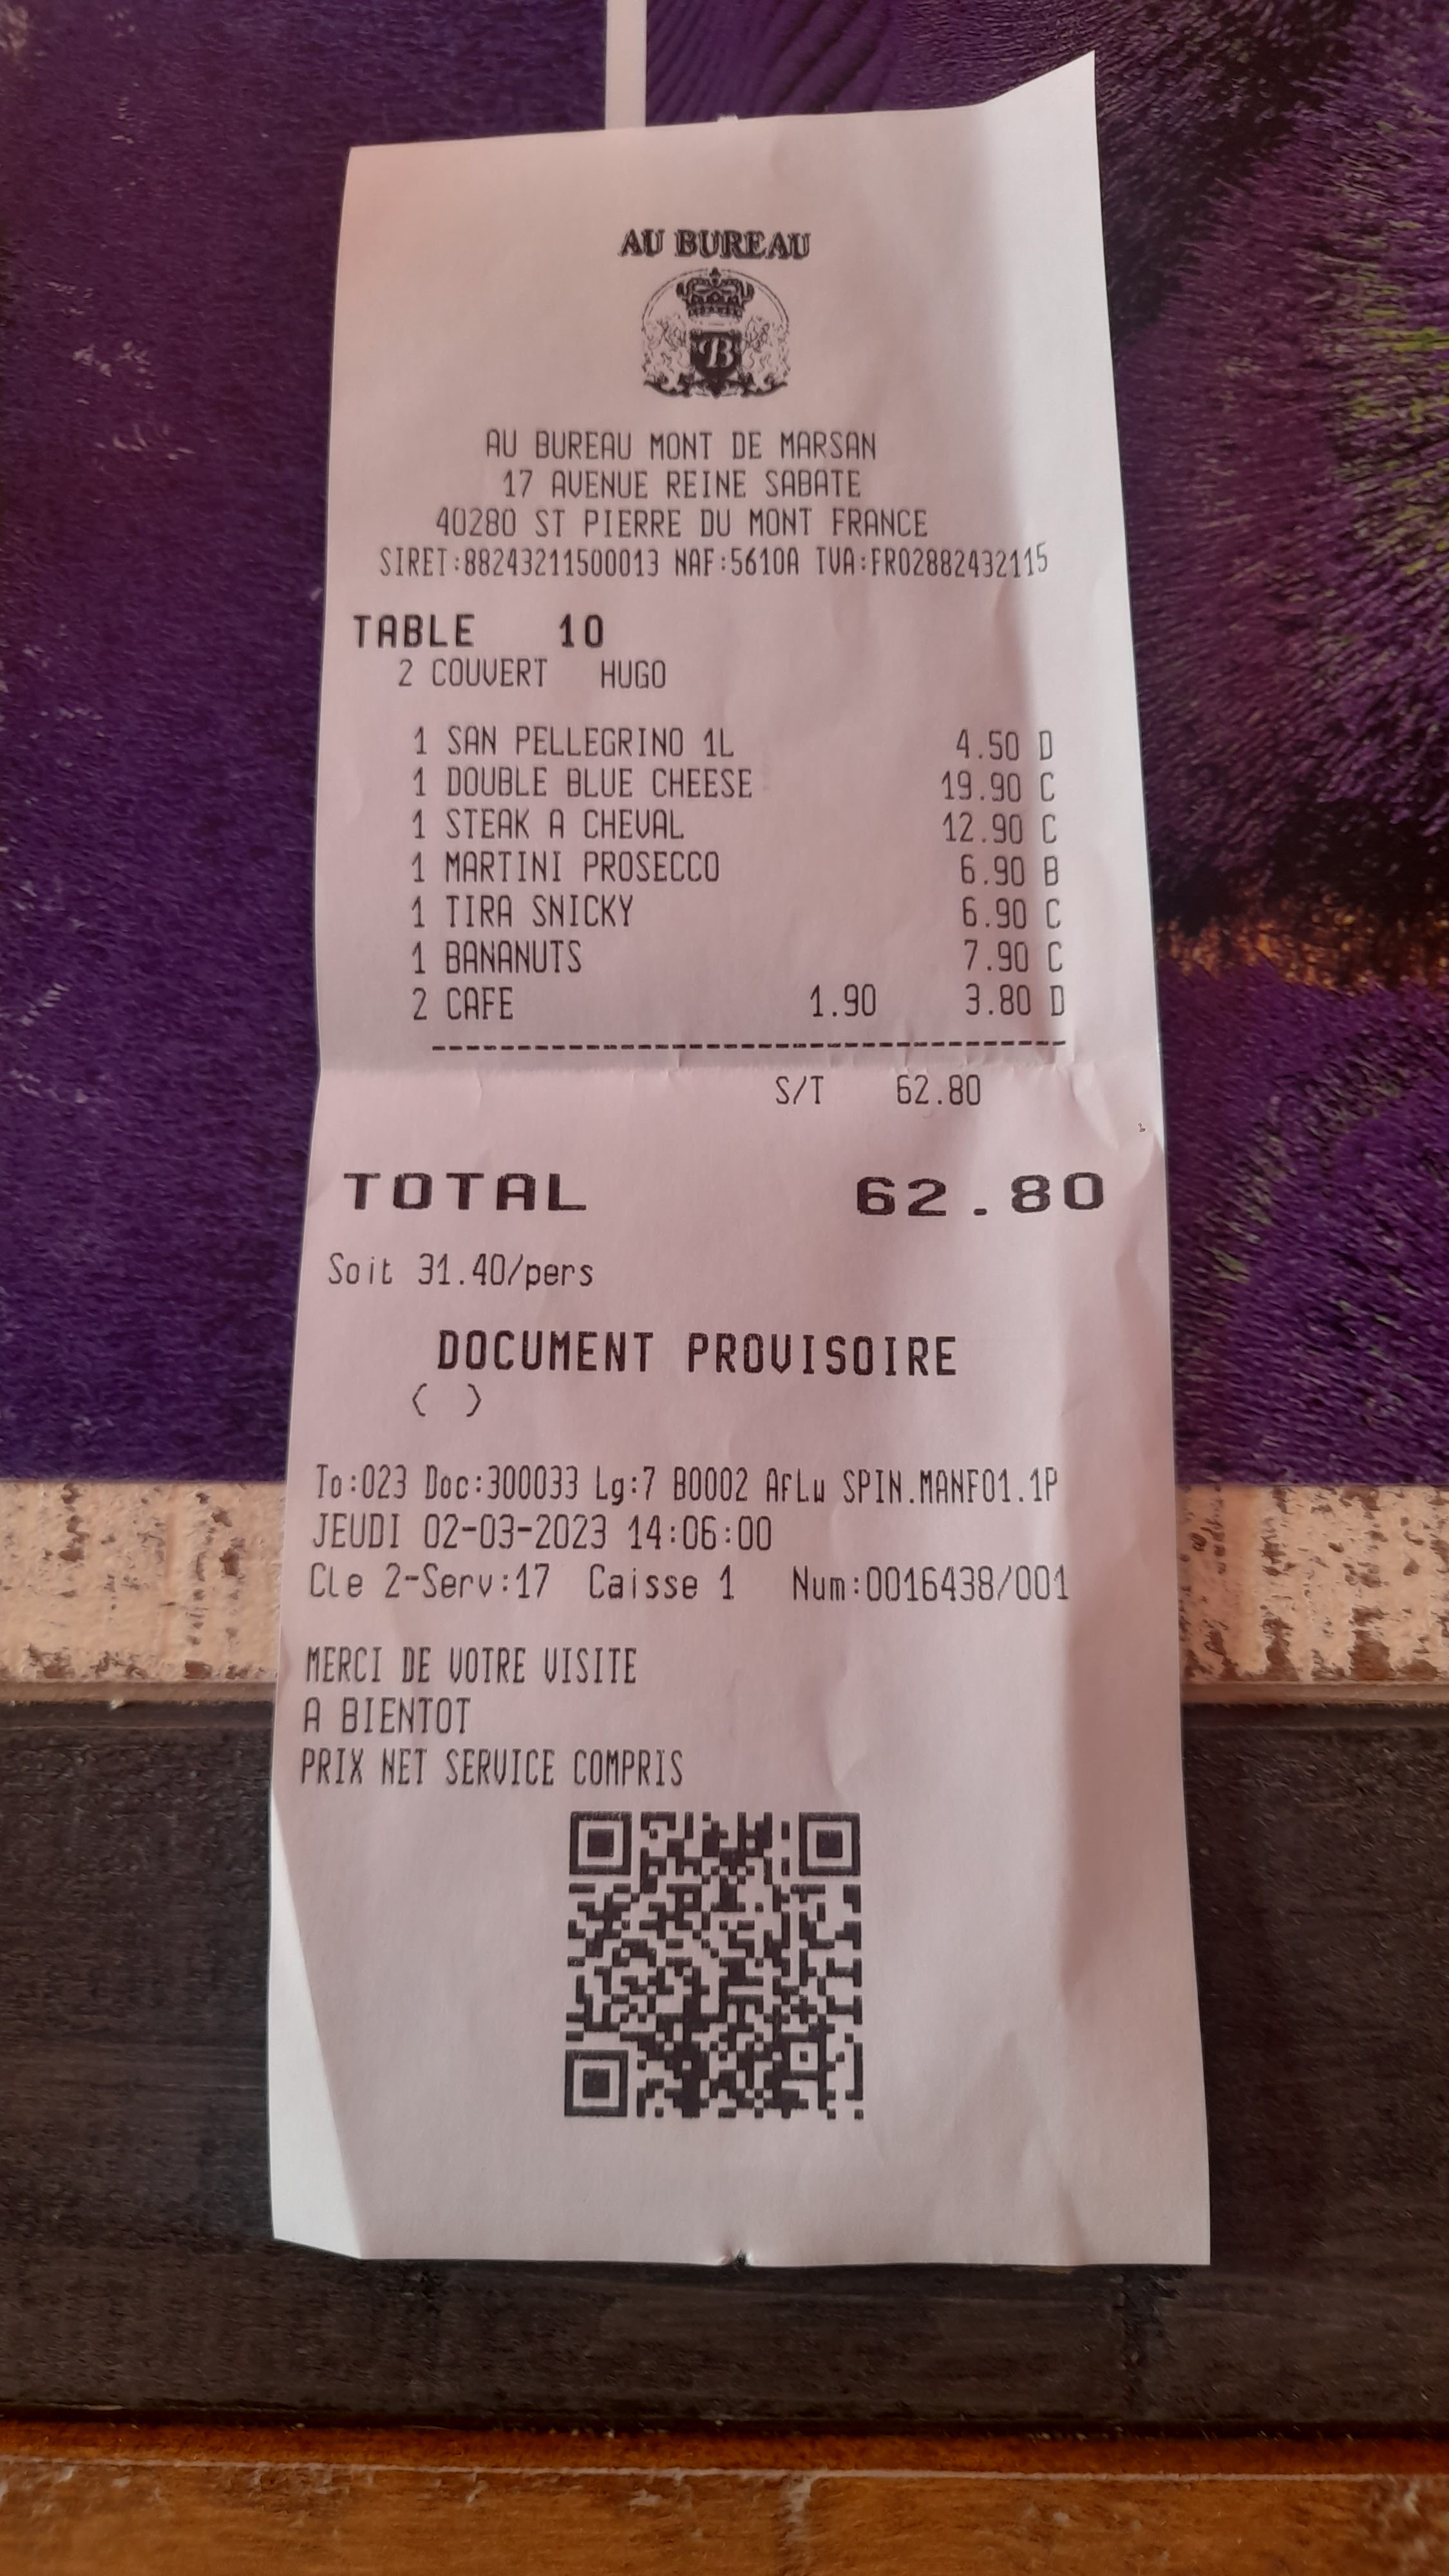 AU BUREAU
B
AU BUREAU MONT DE MARSAN
17 AVENUE REINE SABATE
40280 ST PIERRE DU MONT FRANCE
SIRET:88243211500013 NAF:5610A TVA:FR02882432115
TABLE 10
2 COUVERT HUGO
1 SAN PELLEGRINO 1L 4.50 D
1 DOUBLE BLUE CHEESE 19.90 C
1 STEAK A CHEVAL 12.90 C
1 MARTINI PROSECCO 6.90 B
1 TIRA SNICKY 6.90 C
1 BANANUTS 7.90 C
2 CAFE 1.90 3.80 D
S/T 62.80
TOTAL 62.80
Soit 31.40/pers
DOCUMENT PROVISOIRE
( )
To:023 Doc:300033 Lg:7 B0002 AfLu SPIN.MANF01.1P
JEUDI 02-03-2023 14:06:00
Cle 2-Serv:17 Caisse 1 Num:0016438/001
MERCI DE VOTRE VISITE
A BIENTOT
PRIX NET SERVICE COMPRIS